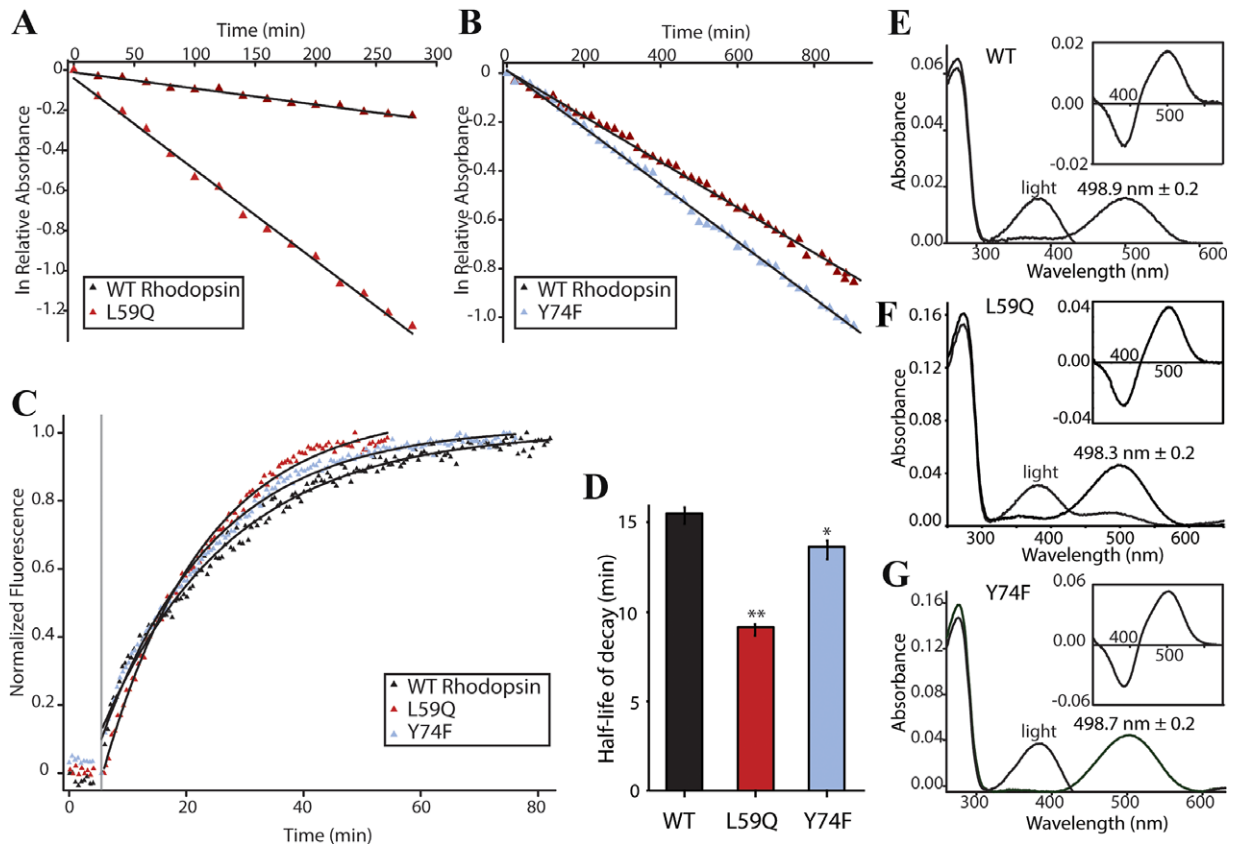 A
Time (min)
0 50 100 150 200 250 300
0
-0.2
-0.4
-0.6
-0.8
-1.0
-1.2
ln Relative Absorbance
WT Rhodopsin
L59Q
B
Time (min)
0 200 400 600 800
0
-0.2
-0.4
-0.6
-0.8
-1.0
ln Relative Absorbance
WT Rhodopsin
Y74F
C
1.0
0.8
0.6
0.4
0.2
0
Normalized Fluorescence
0 20 40 60 80
Time (min)
WT Rhodopsin
L59Q
Y74F
D
15
10
5
0
Half-life of decay (min)
**
*
WT L59Q Y74F
E
WT
0.06
0.04
0.02
0.00
Absorbance
0.02
0.00
-0.02
400
500
light
498.9 nm ± 0.2
300 400 500 600
Wavelength (nm)
F
L59Q
0.16
0.12
0.08
0.04
0.00
Absorbance
0.04
0.00
-0.04
400
500
light
498.3 nm ± 0.2
300 400 500 600
Wavelength (nm)
G
Y74F
0.16
0.12
0.08
0.04
0.00
Absorbance
0.06
0.00
-0.06
400
500
light
498.7 nm ± 0.2
300 400 500 600
Wavelength (nm)